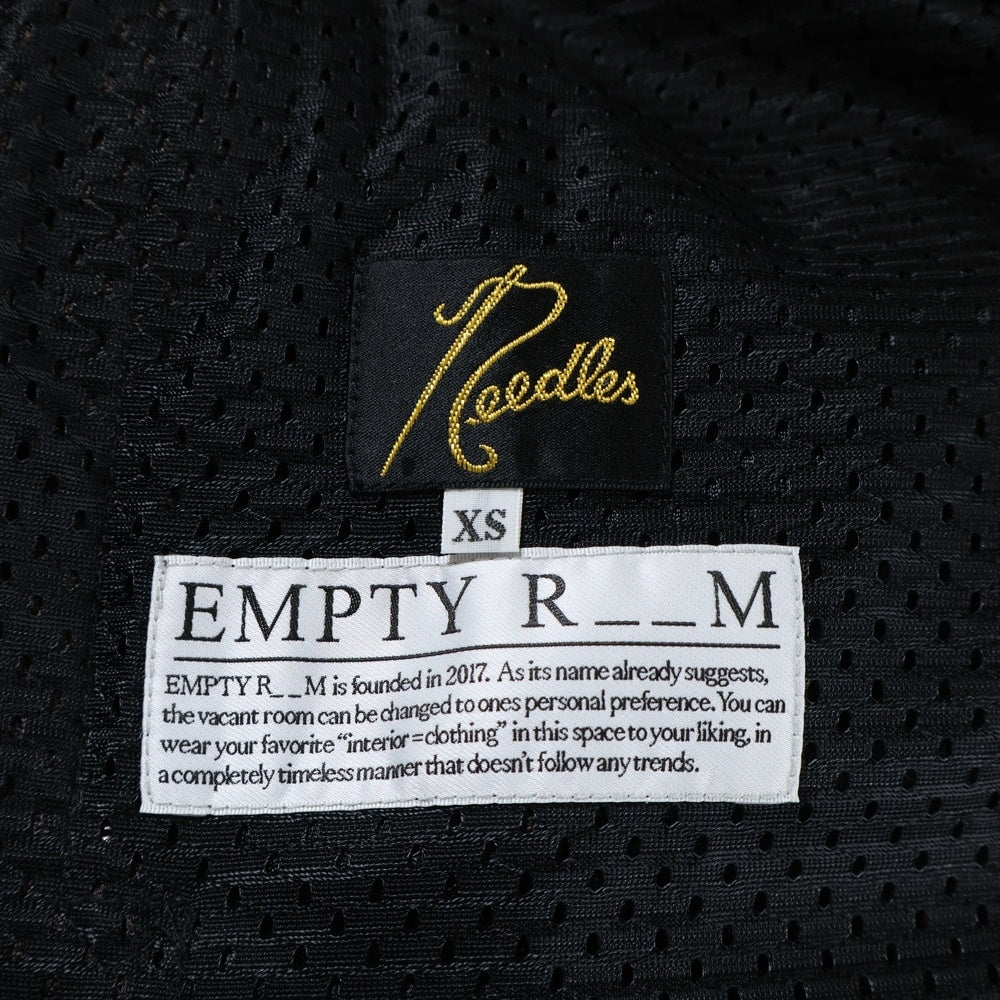 Needles
XS
EMPTY R__M
EMPTY R__M is founded in 2017. As its name already suggests,
the vacant room can be changed to ones personal preference. You can
wear your favorite "interior=clothing" in this space to your liking, in
a completely timeless manner that doesn't follow any trends.